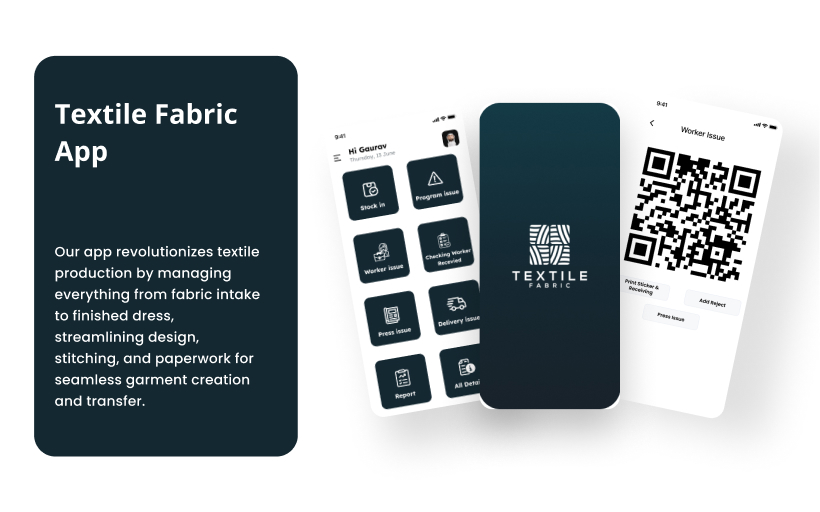 Textile Fabric
App
Our app revolutionizes textile
production by managing
everything from fabric intake
to finished dress,
streamlining design,
stitching, and paperwork for
seamless garment creation
and transfer.
9:41
Hi Gaurav
Thursday, 15 June
Stock in
Program issue
Worker issue
Checking Worker
Recevied
Press issue
Delivery issue
Report
All Detai
TEXTILE
FABRIC
9:41
Worker Issue
Print Sticker &
Receiving
Add Reject
Press Issue